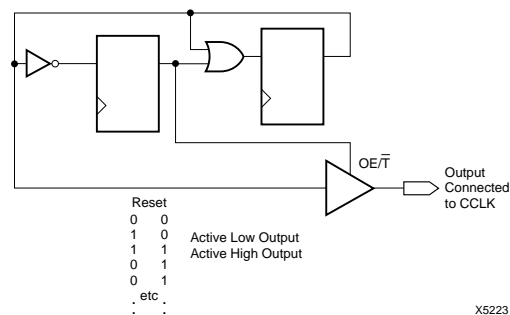 OE/T̅
Output
Connected
to CCLK
Reset
0 0
1 0
1 1
0 1
0 1
. etc .
. .
Active Low Output
Active High Output
X5223